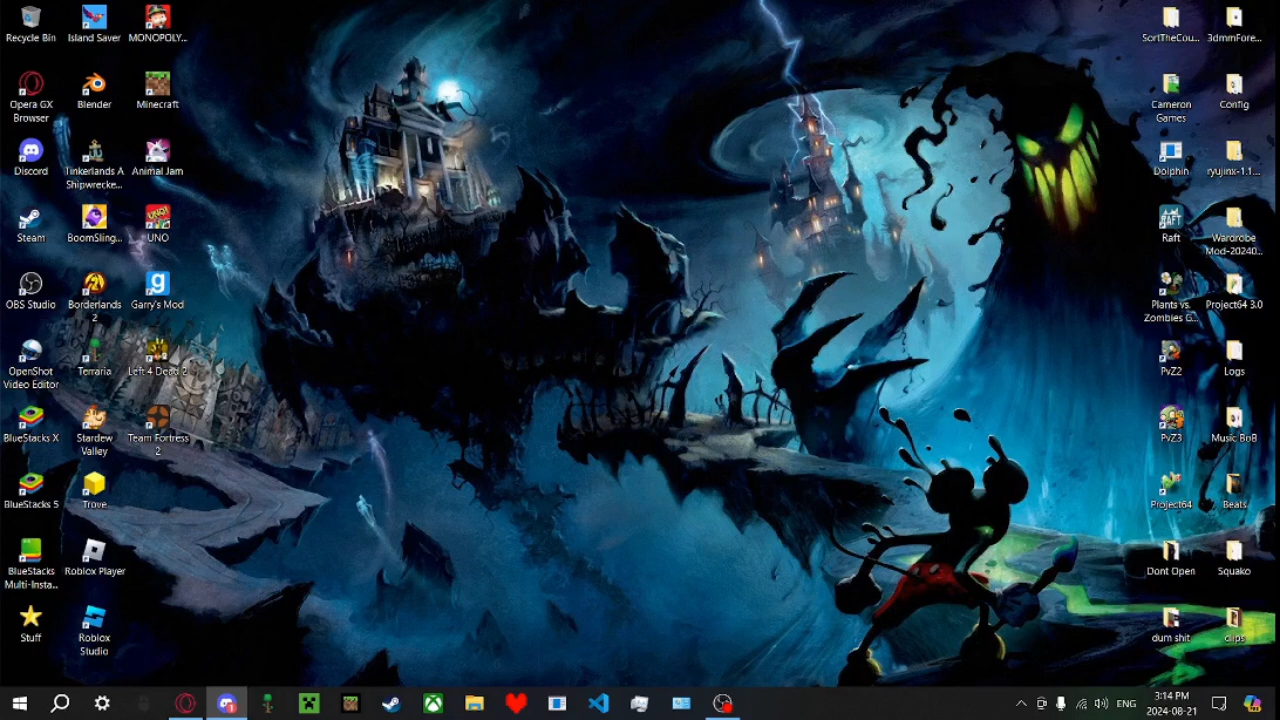 Recycle Bin
Island Saver
MONOPOLY...
Opera GX
Browser
Blender
Minecraft
Discord
Tinkerlands A
Shipwrecke...
Animal Jam
Steam
BoomSling...
UNO
OBS Studio
Borderlands
2
Garry's Mod
OpenShot
Video Editor
Terraria
Left 4 Dead 2
BlueStacks X
Stardew
Valley
Team Fortress
2
BlueStacks 5
Trove
BlueStacks
Multi-Insta...
Roblox Player
Stuff
Roblox
Studio
SortTheCou...
3dmmFore...
Cameron
Games
Config
Dolphin
ryujinx-1.1...
RAFT
Raft
Wardrobe
Mod-20240...
Plants vs.
Zombies G...
Project64 3.0
PvZ2
Logs
PvZ3
Music BoB
Project64
Beats
Dont Open
Squako
dum shit
clips
ENG
3:14 PM
2024-08-21